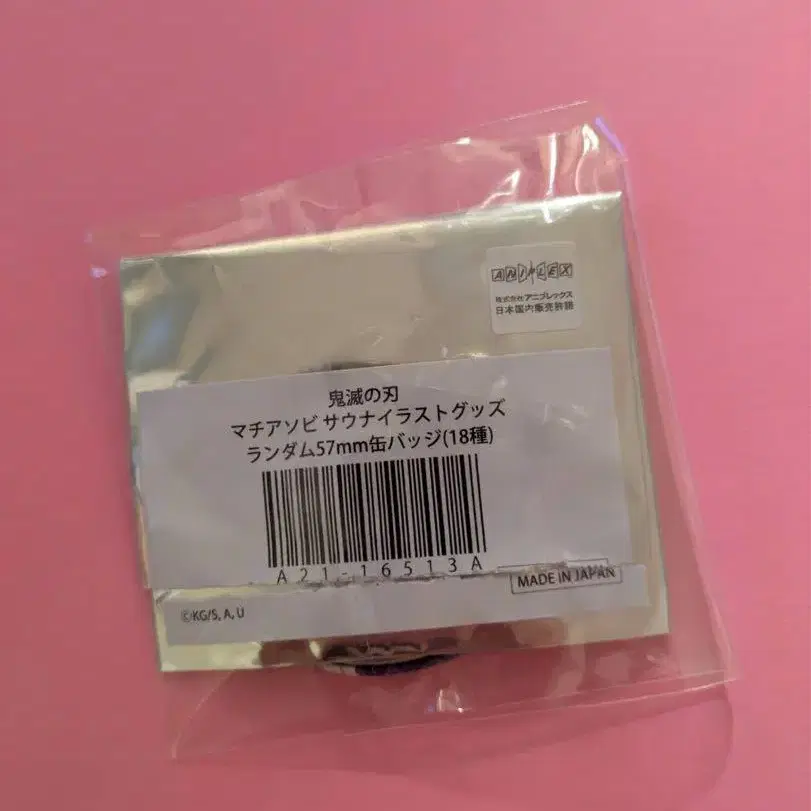 ANIPLEX
株式会社アニプレックス
日本国内販売許諾
鬼滅の刃
マチアソビ サウナイラストグッズ
ランダム57mm缶バッジ(18種)
A21-16513A
MADE IN JAPAN
©KG/S, A, U